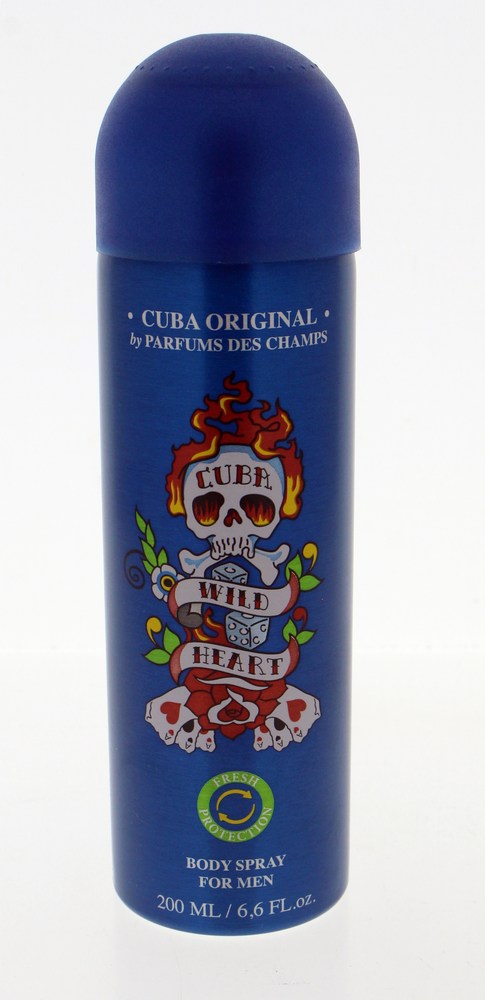 • CUBA ORIGINAL •
by PARFUMS DES CHAMPS
CUBA
WILD
HEART
FRESH
PROTECTION
BODY SPRAY
FOR MEN
200 ML / 6,6 FL.oz.